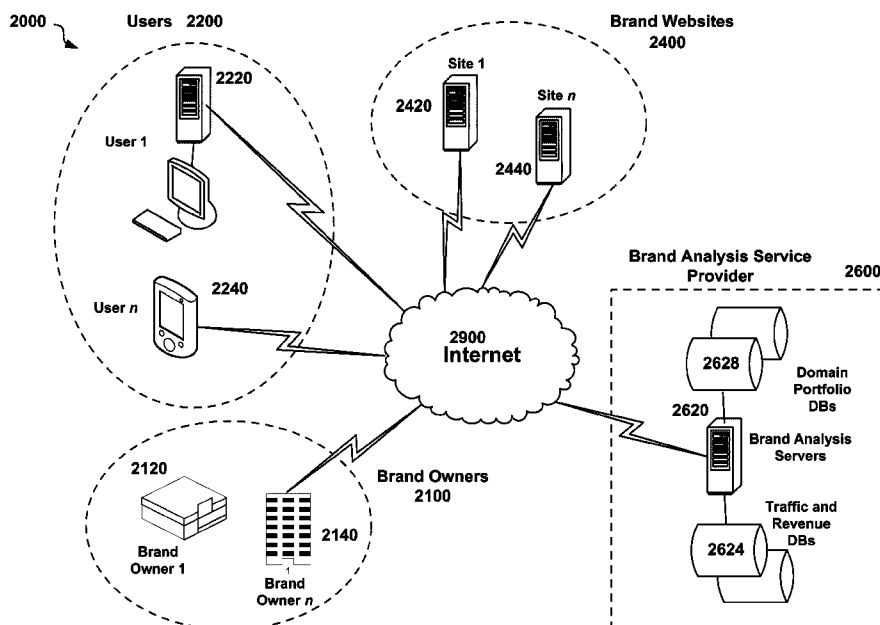 2000
Users 2200
2220
User 1
User n
2240
Brand Websites
2400
Site 1
2420
Site n
2440
Brand Analysis Service
Provider
2600
2900
Internet
2628
Domain
Portfolio
DBs
2620
Brand Analysis
Servers
Traffic and
Revenue
DBs
2624
Brand Owners
2100
2120
Brand
Owner 1
2140
Brand
Owner n